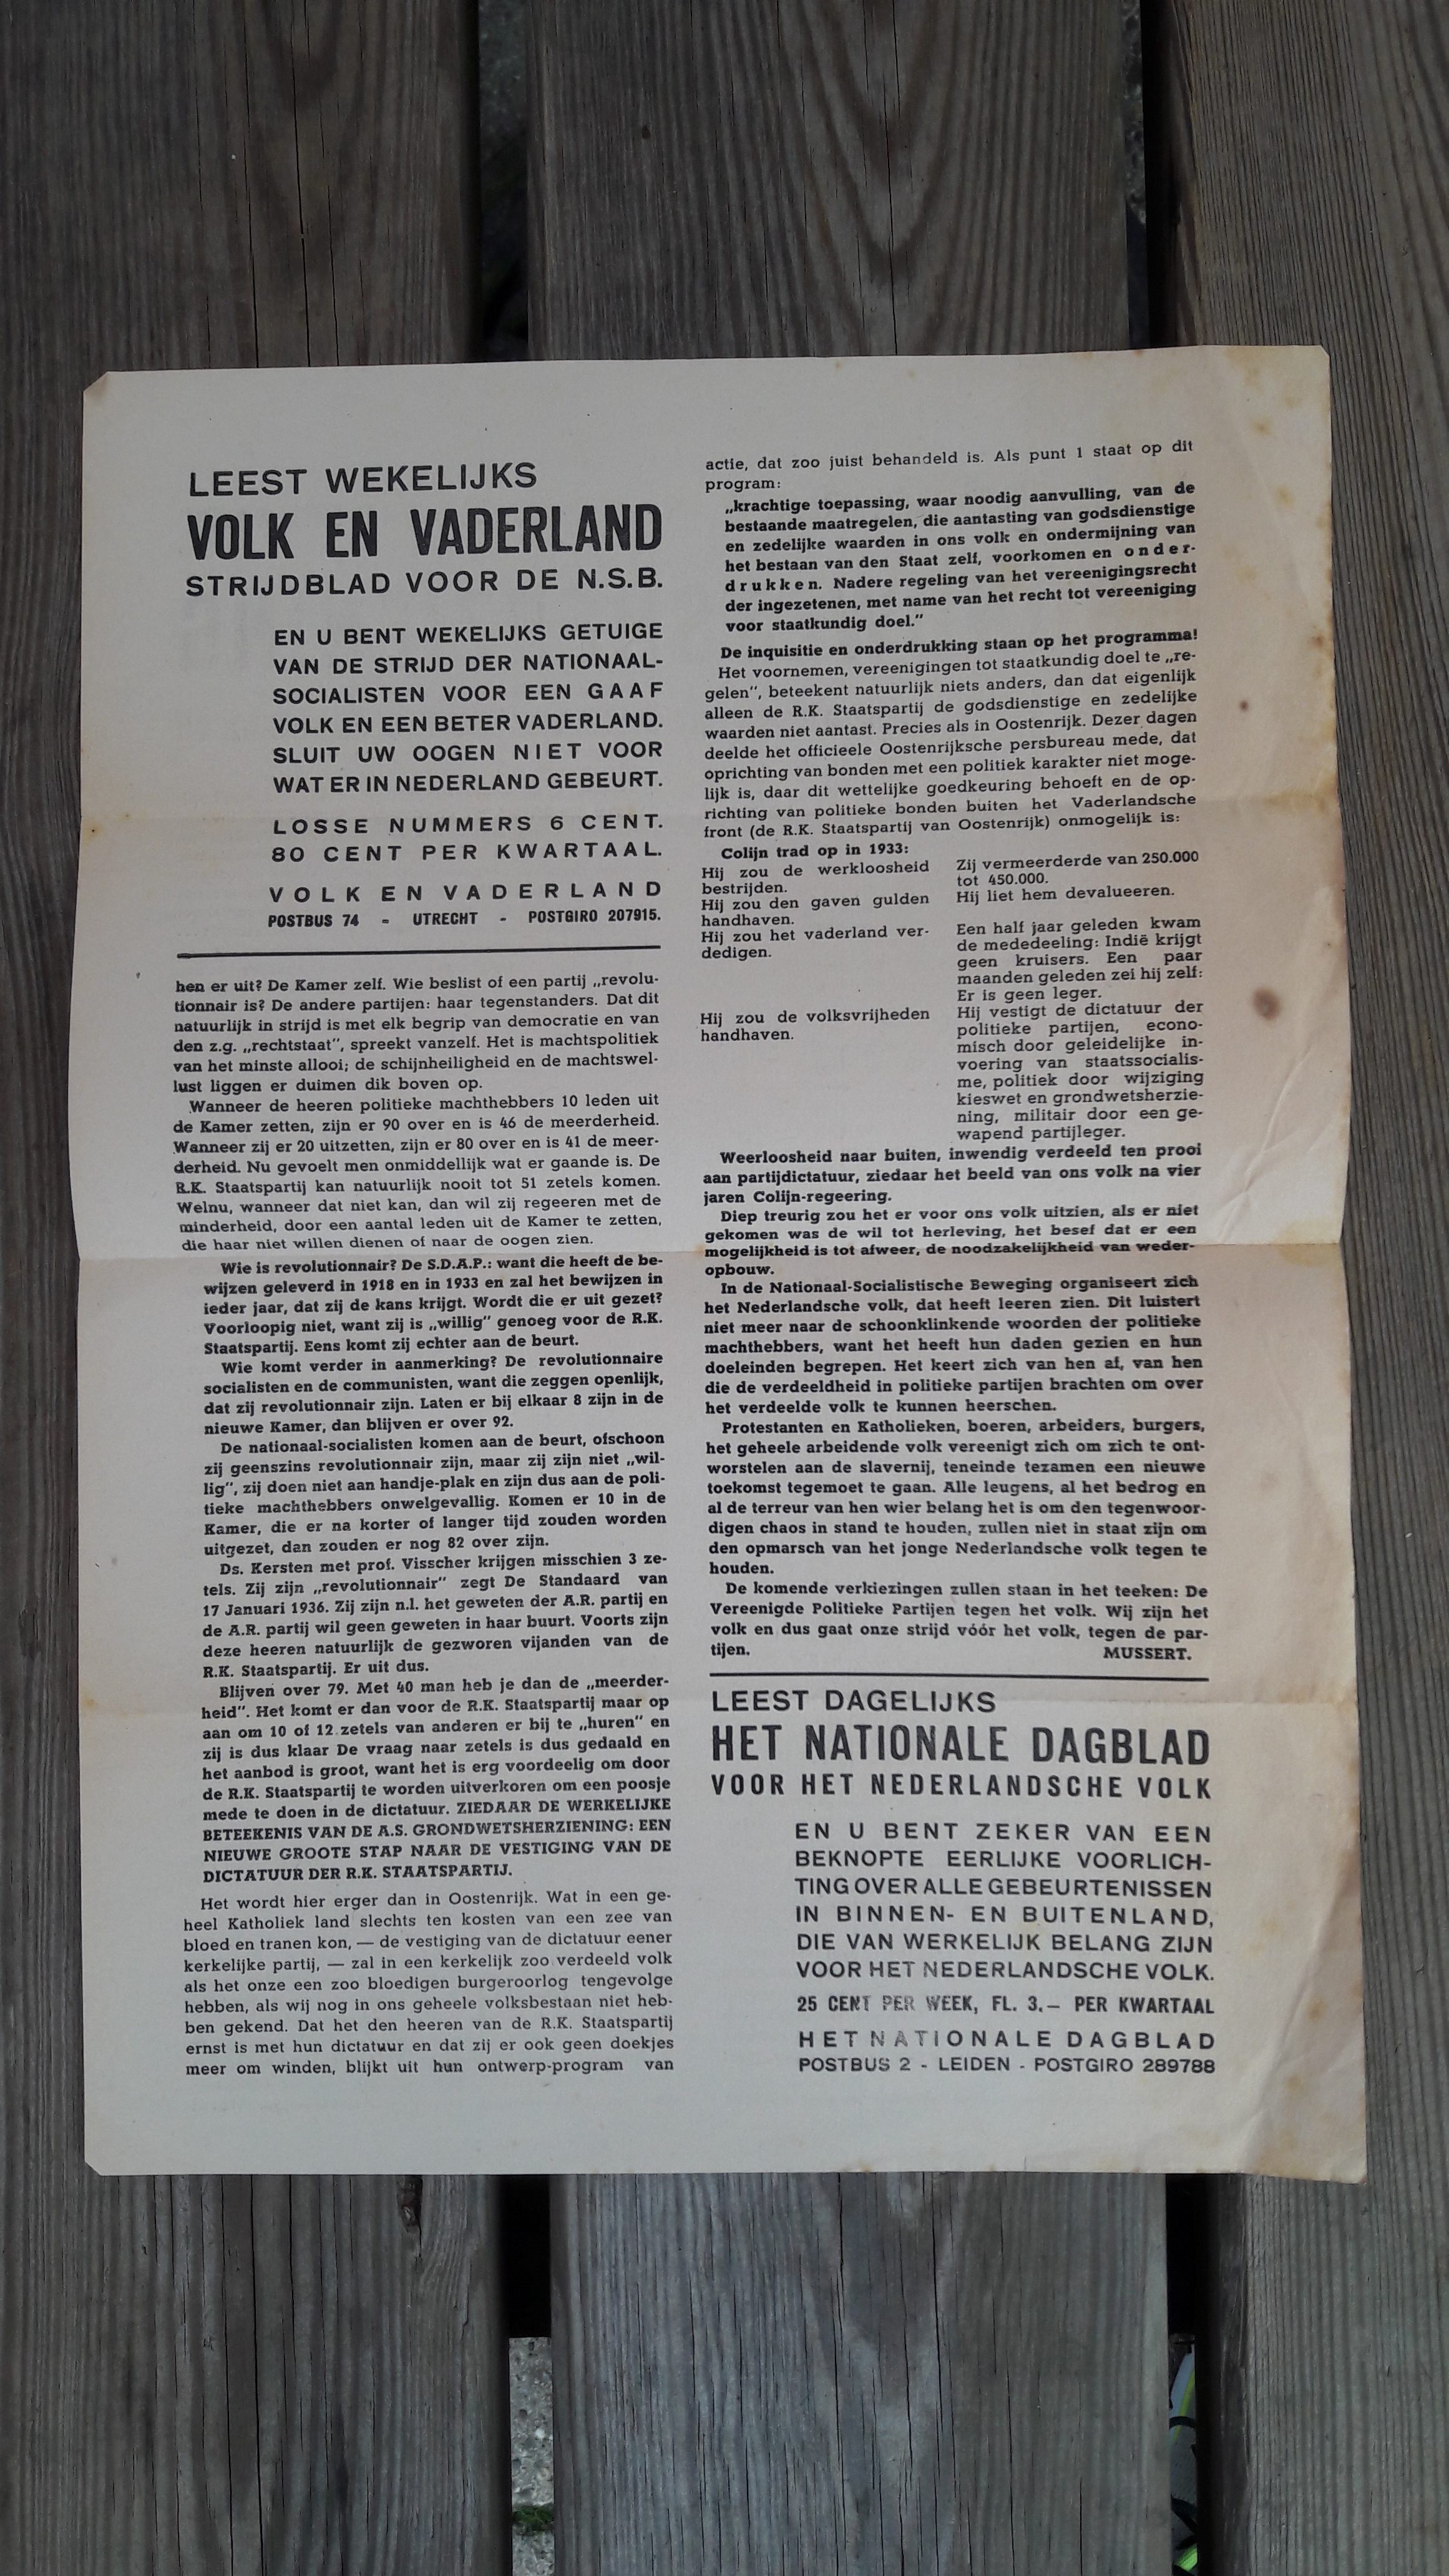 LEEST WEKELIJKS
VOLK EN VADERLAND
STRIJDBLAD VOOR DE N.S.B.
EN U BENT WEKELIJKS GETUIGE
VAN DE STRIJD DER NATIONAAL-
SOCIALISTEN VOOR EEN GAAF
VOLK EN EEN BETER VADERLAND.
SLUIT UW OOGEN NIET VOOR
WAT ER IN NEDERLAND GEBEURT.
LOSSE NUMMERS 6 CENT.
80 CENT PER KWARTAAL.
VOLK EN VADERLAND
POSTBUS 74 - UTRECHT - POSTGIRO 207915.
hen er uit? De Kamer zelf. Wie beslist of een partij „revolu-
tionnair is? De andere partijen: haar tegenstanders. Dat dit
natuurlijk in strijd is met elk begrip van democratie en van
den z.g. „rechtstaat", spreekt vanzelf. Het is machtspolitiek
van het minste allooi; de schijnheiligheid en de machtswel-
lust liggen er duimen dik boven op.
Wanneer de heeren politieke machthebbers 10 leden uit
de Kamer zetten, zijn er 90 over en is 46 de meerderheid.
Wanneer zij er 20 uitzetten, zijn er 80 over en is 41 de meer-
derheid. Nu gevoelt men onmiddellijk wat er gaande is. De
R.K. Staatspartij kan natuurlijk nooit tot 51 zetels komen.
Welnu, wanneer dat niet kan, dan wil zij regeeren met de
minderheid, door een aantal leden uit de Kamer te zetten,
die haar niet willen dienen of naar de oogen zien.
Wie is revolutionnair? De S.D.A.P.: want die heeft de be-
wijzen geleverd in 1918 en in 1933 en zal het bewijzen in
ieder jaar, dat zij de kans krijgt. Wordt die er uit gezet?
Voorloopig niet, want zij is „willig" genoeg voor de R.K.
Staatspartij. Eens komt zij echter aan de beurt.
Wie komt verder in aanmerking? De revolutionnaire
socialisten en de communisten, want die zeggen openlijk,
dat zij revolutionnair zijn. Laten er bij elkaar 8 zijn in de
nieuwe Kamer, dan blijven er over 92.
De nationaal-socialisten komen aan de beurt, ofschoon
zij geenszins revolutionnair zijn, maar zij zijn niet „wil-
lig", zij doen niet aan handje-plak en zijn dus aan de poli-
tieke machthebbers onwelgevallig. Komen er 10 in de
Kamer, die er na korter of langer tijd zouden worden
uitgezet, dan zouden er nog 82 over zijn.
Ds. Kersten met prof. Visscher krijgen misschien 3 ze-
tels. Zij zijn „revolutionnair" zegt De Standaard van
17 Januari 1936. Zij zijn n.l. het geweten der A.R. partij en
de A.R. partij wil geen geweten in haar buurt. Voorts zijn
deze heeren natuurlijk de gezworen vijanden van de
R.K. Staatspartij. Er uit dus.
Blijven over 79. Met 40 man heb je dan de „meerder-
heid". Het komt er dan voor de R.K. Staatspartij maar op
aan om 10 of 12 zetels van anderen er bij te „huren" en
zij is dus klaar De vraag naar zetels is dus gedaald en
het aanbod is groot, want het is erg voordeelig om door
de R.K. Staatspartij te worden uitverkoren om een poosje
mede te doen in de dictatuur. ZIEDAAR DE WERKELIJKE
BETEEKENIS VAN DE A.S. GRONDWETSHERZIENING: EEN
NIEUWE GROOTE STAP NAAR DE VESTIGING VAN DE
DICTATUUR DER R.K. STAATSPARTIJ.
Het wordt hier erger dan in Oostenrijk. Wat in een ge-
heel Katholiek land slechts ten kosten van een zee van
bloed en tranen kon, — de vestiging van de dictatuur eener
kerkelijke partij, — zal in een kerkelijk zoo verdeeld volk
als het onze een zoo bloedigen burgeroorlog tengevolge
hebben, als wij nog in ons geheele volksbestaan niet heb-
ben gekend. Dat het den heeren van de R.K. Staatspartij
ernst is met hun dictatuur en dat zij er ook geen doekjes
meer om winden, blijkt uit hun ontwerp-program van
actie, dat zoo juist behandeld is. Als punt 1 staat op dit
program:
„krachtige toepassing, waar noodig aanvulling, van de
bestaande maatregelen, die aantasting van godsdienstige
en zedelijke waarden in ons volk en ondermijning van
het bestaan van den Staat zelf, voorkomen en onder-
drukken. Nadere regeling van het vereenigingsrecht
der ingezetenen, met name van het recht tot vereeniging
voor staatkundig doel."
De inquisitie en onderdrukking staan op het programma!
Het voornemen, vereenigingen tot staatkundig doel te „re-
gelen", beteekent natuurlijk niets anders, dan dat eigenlijk
alleen de R.K. Staatspartij de godsdienstige en zedelijke
waarden niet aantast. Precies als in Oostenrijk. Dezer dagen
deelde het officieele Oostenrijksche persbureau mede, dat
oprichting van bonden met een politiek karakter niet moge-
lijk is, daar dit wettelijke goedkeuring behoeft en de op-
richting van politieke bonden buiten het Vaderlandsche
front (de R.K. Staatspartij van Oostenrijk) onmogelijk is:
Colijn trad op in 1933:
Hij zou de werkloosheid
bestrijden.
Zij vermeerderde van 250.000
tot 450.000.
Hij zou den gaven gulden
handhaven.
Hij liet hem devalueeren.
Hij zou het vaderland ver-
dedigen.
Een half jaar geleden kwam
de mededeeling: Indië krijgt
geen kruisers. Een paar
maanden geleden zei hij zelf:
Er is geen leger.
Hij zou de volksvrijheden
handhaven.
Hij vestigt de dictatuur der
politieke partijen, econo-
misch door geleidelijke in-
voering van staatssocialis-
me, politiek door wijziging
kieswet en grondwetsherzie-
ning, militair door een ge-
wapend partijleger.
Weerloosheid naar buiten, inwendig verdeeld ten prooi
aan partijdictatuur, ziedaar het beeld van ons volk na vier
jaren Colijn-regeering.
Diep treurig zou het er voor ons volk uitzien, als er niet
gekomen was de wil tot herleving, het besef dat er een
mogelijkheid is tot afweer, de noodzakelijkheid van weder-
opbouw.
In de Nationaal-Socialistische Beweging organiseert zich
het Nederlandsche volk, dat heeft leeren zien. Dit luistert
niet meer naar de schoonklinkende woorden der politieke
machthebbers, want het heeft hun daden gezien en hun
doeleinden begrepen. Het keert zich van hen af, van hen
die de verdeeldheid in politieke partijen brachten om over
het verdeelde volk te kunnen heerschen.
Protestanten en Katholieken, boeren, arbeiders, burgers,
het geheele arbeidende volk vereenigt zich om zich te ont-
worstelen aan de slavernij, teneinde tezamen een nieuwe
toekomst tegemoet te gaan. Alle leugens, al het bedrog en
al de terreur van hen wier belang het is om den tegenwoor-
digen chaos in stand te houden, zullen niet in staat zijn om
den opmarsch van het jonge Nederlandsche volk tegen te
houden.
De komende verkiezingen zullen staan in het teeken: De
Vereenigde Politieke Partijen tegen het volk. Wij zijn het
volk en dus gaat onze strijd vóór het volk, tegen de par-
tijen. MUSSERT.
LEEST DAGELIJKS
HET NATIONALE DAGBLAD
VOOR HET NEDERLANDSCHE VOLK
EN U BENT ZEKER VAN EEN
BEKNOPTE EERLIJKE VOORLICH-
TING OVER ALLE GEBEURTENISSEN
IN BINNEN- EN BUITENLAND,
DIE VAN WERKELIJK BELANG ZIJN
VOOR HET NEDERLANDSCHE VOLK.
25 CENT PER WEEK, FL. 3.— PER KWARTAAL
HET NATIONALE DAGBLAD
POSTBUS 2 - LEIDEN - POSTGIRO 289788